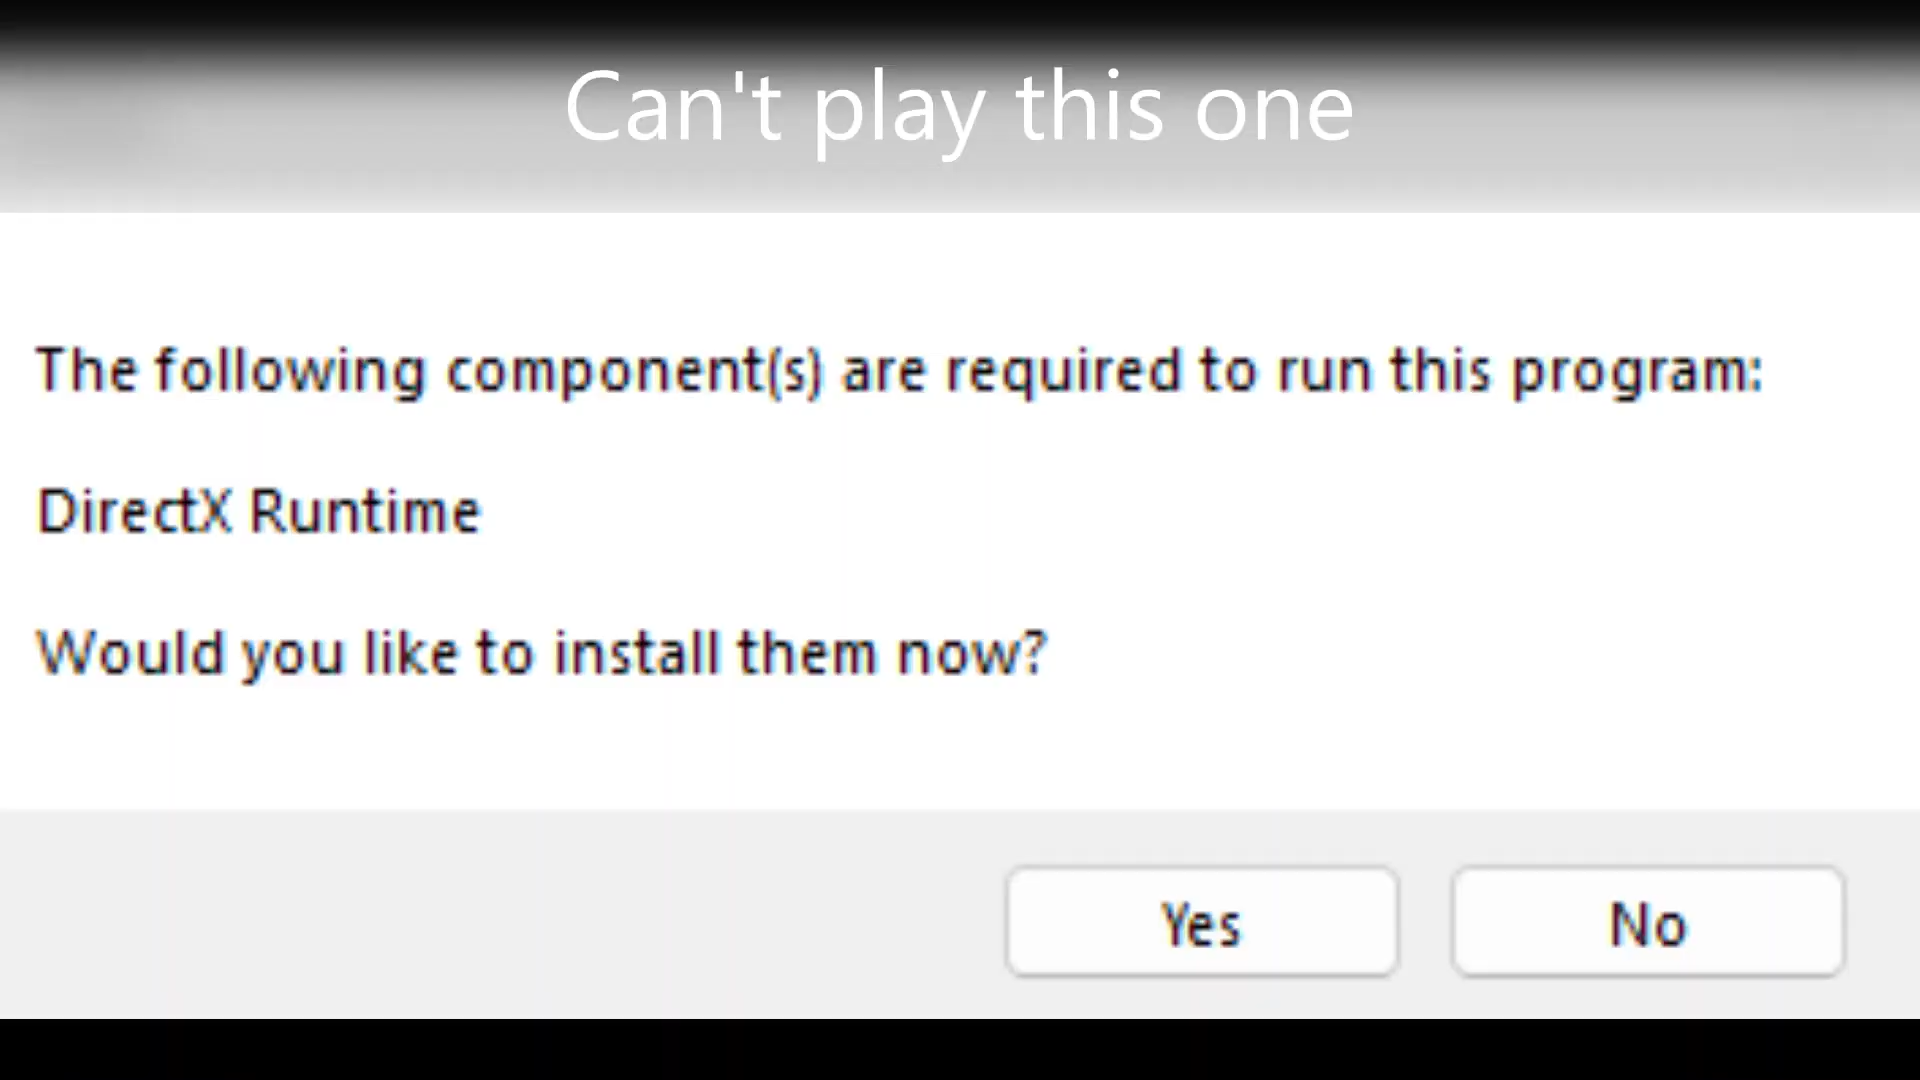 Can't play this one
The following component(s) are required to run this program:
DirectX Runtime
Would you like to install them now?
Yes
No